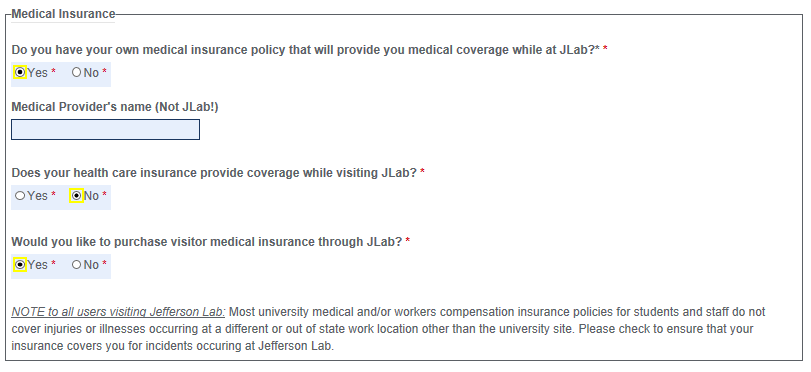 Medical Insurance
Do you have your own medical insurance policy that will provide you medical coverage while at JLab?* *
Yes * No *
Medical Provider's name (Not JLab!)
Does your health care insurance provide coverage while visiting JLab? *
Yes * No *
Would you like to purchase visitor medical insurance through JLab? *
Yes * No *
NOTE to all users visiting Jefferson Lab: Most university medical and/or workers compensation insurance policies for students and staff do not
cover injuries or illnesses occurring at a different or out of state work location other than the university site. Please check to ensure that your
insurance covers you for incidents occuring at Jefferson Lab.